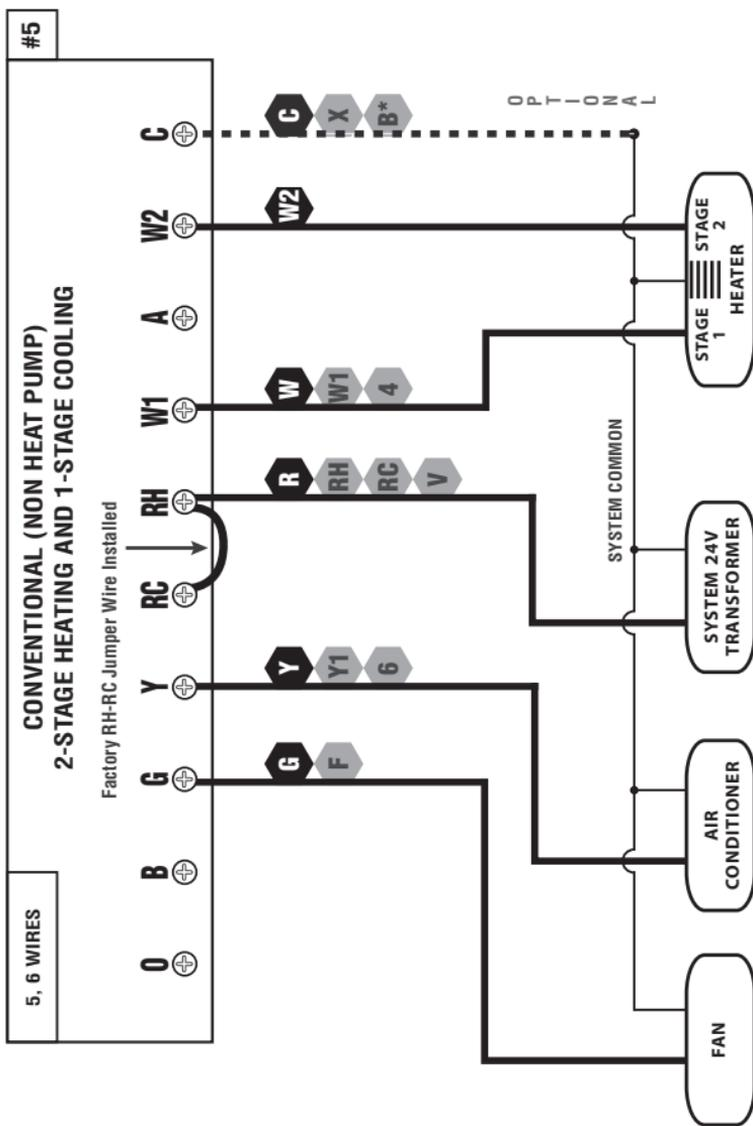 5, 6 WIRES
#5
CONVENTIONAL (NON HEAT PUMP)
2-STAGE HEATING AND 1-STAGE COOLING
Factory RH-RC Jumper Wire Installed
O B G Y RC RH W1 A W2 C
G Y R W W2 C
F Y1 RH W1 X
6 RC 4 B*
V
OPTIONAL
SYSTEM COMMON
FAN
AIR
CONDITIONER
SYSTEM 24V
TRANSFORMER
STAGE
1
STAGE
2
HEATER